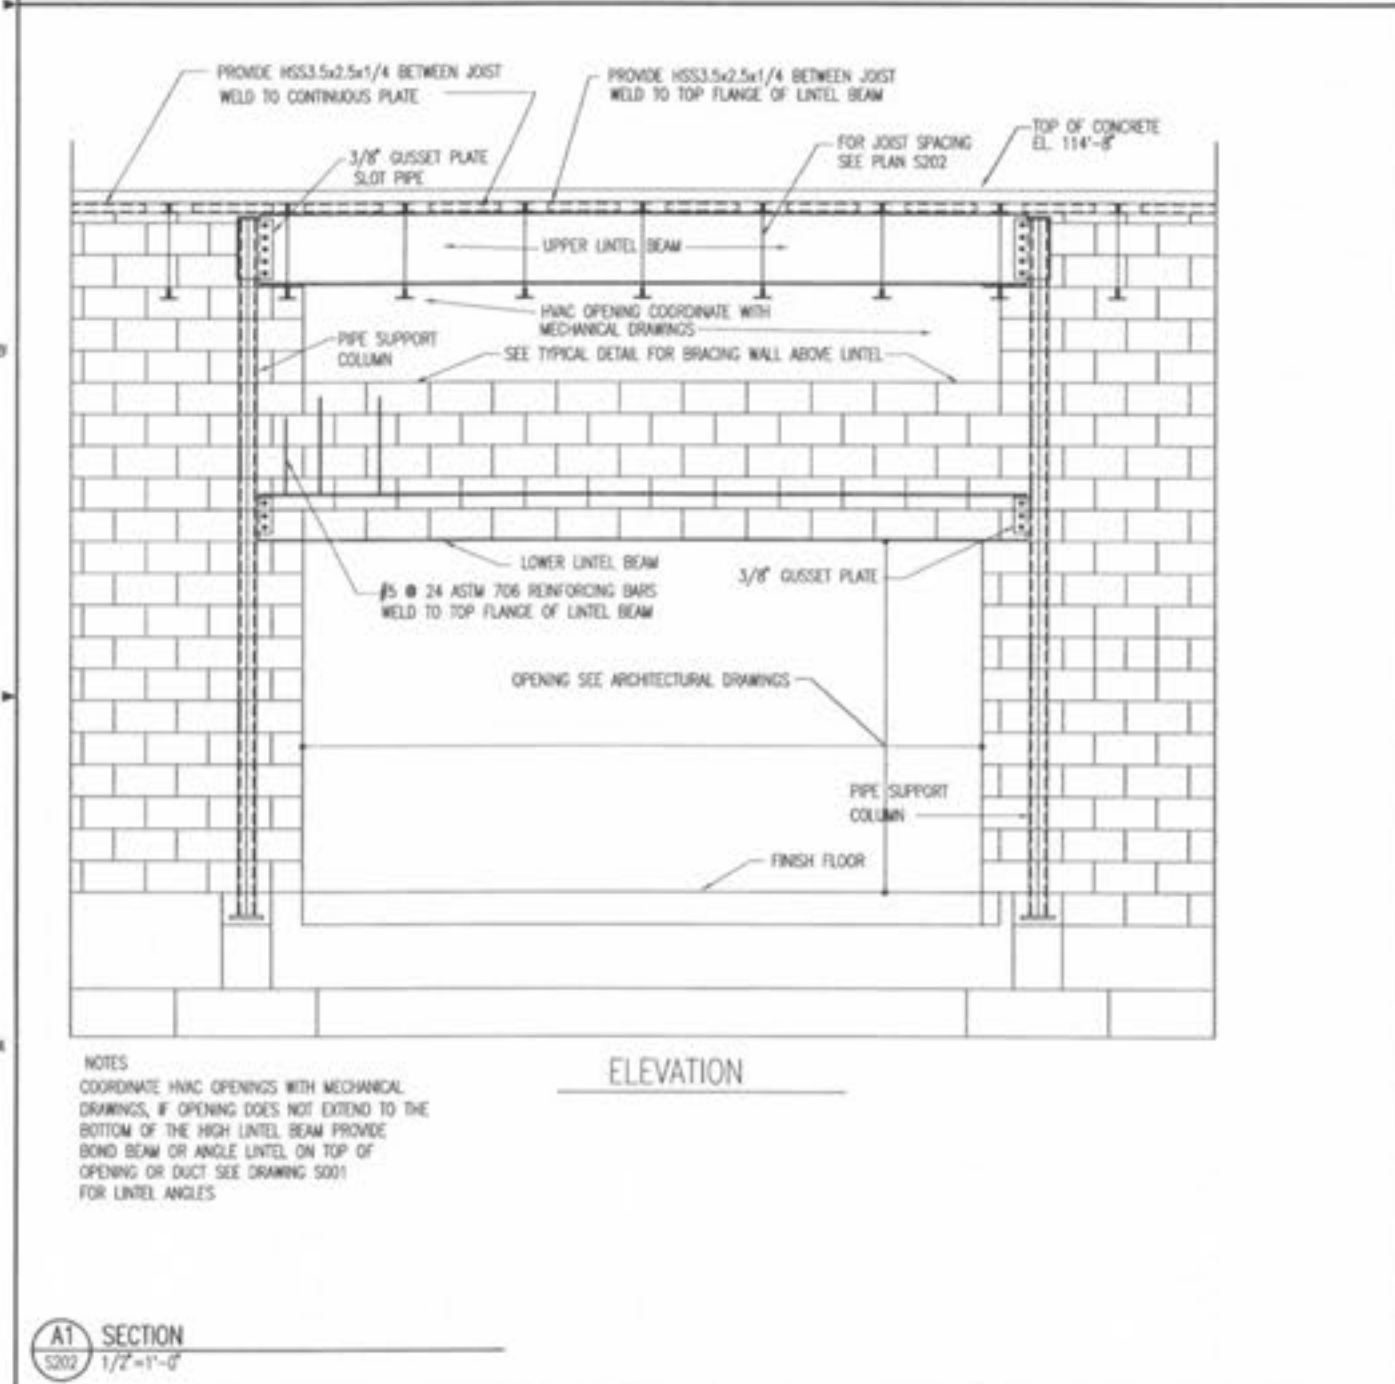 PROVIDE HSS3.5x2.5x1/4 BETWEEN JOIST
WELD TO CONTINUOUS PLATE
PROVIDE HSS3.5x2.5x1/4 BETWEEN JOIST
WELD TO TOP FLANGE OF LINTEL BEAM
3/8" GUSSET PLATE
SLOT PIPE
FOR JOIST SPACING
SEE PLAN S202
TOP OF CONCRETE
EL. 114'-8"
UPPER LINTEL BEAM
HVAC OPENING COORDINATE WITH
MECHANICAL DRAWINGS
PIPE SUPPORT
COLUMN
SEE TYPICAL DETAIL FOR BRACING WALL ABOVE LINTEL
LOWER LINTEL BEAM
3/8" GUSSET PLATE
#5 @ 24 ASTM 706 REINFORCING BARS
WELD TO TOP FLANGE OF LINTEL BEAM
OPENING SEE ARCHITECTURAL DRAWINGS
PIPE SUPPORT
COLUMN
FINISH FLOOR
ELEVATION
NOTES
COORDINATE HVAC OPENINGS WITH MECHANICAL
DRAWINGS, IF OPENING DOES NOT EXTEND TO THE
BOTTOM OF THE HIGH LINTEL BEAM PROVIDE
BOND BEAM OR ANGLE LINTEL ON TOP OF
OPENING OR DUCT SEE DRAWING S001
FOR LINTEL ANGLES
A1 SECTION
S202 1/2"=1'-0"